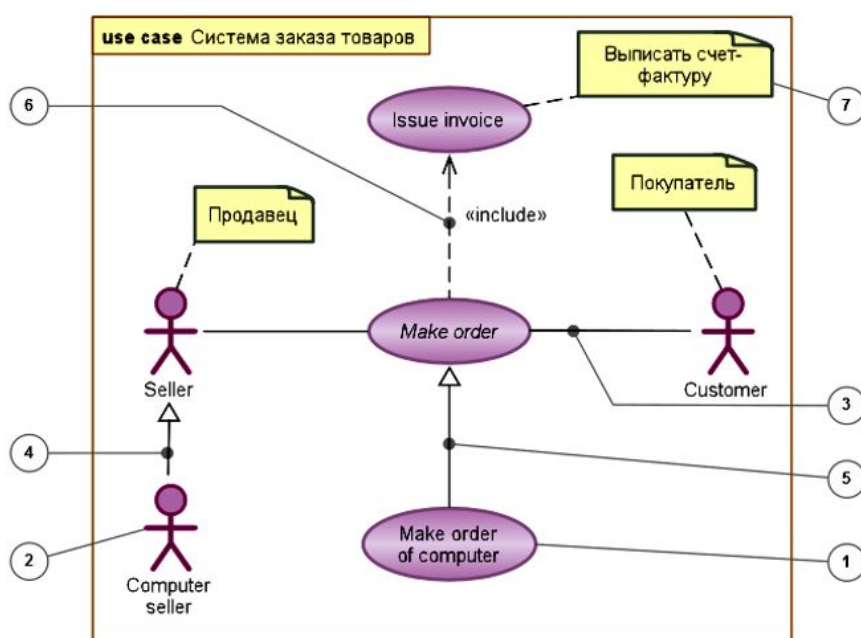 use case Система заказа товаров
Выписать счет-
фактуру
6
7
Issue invoice
Продавец
«include»
Покупатель
Make order
Seller
Customer
3
4
5
Make order
of computer
2
1
Computer
seller